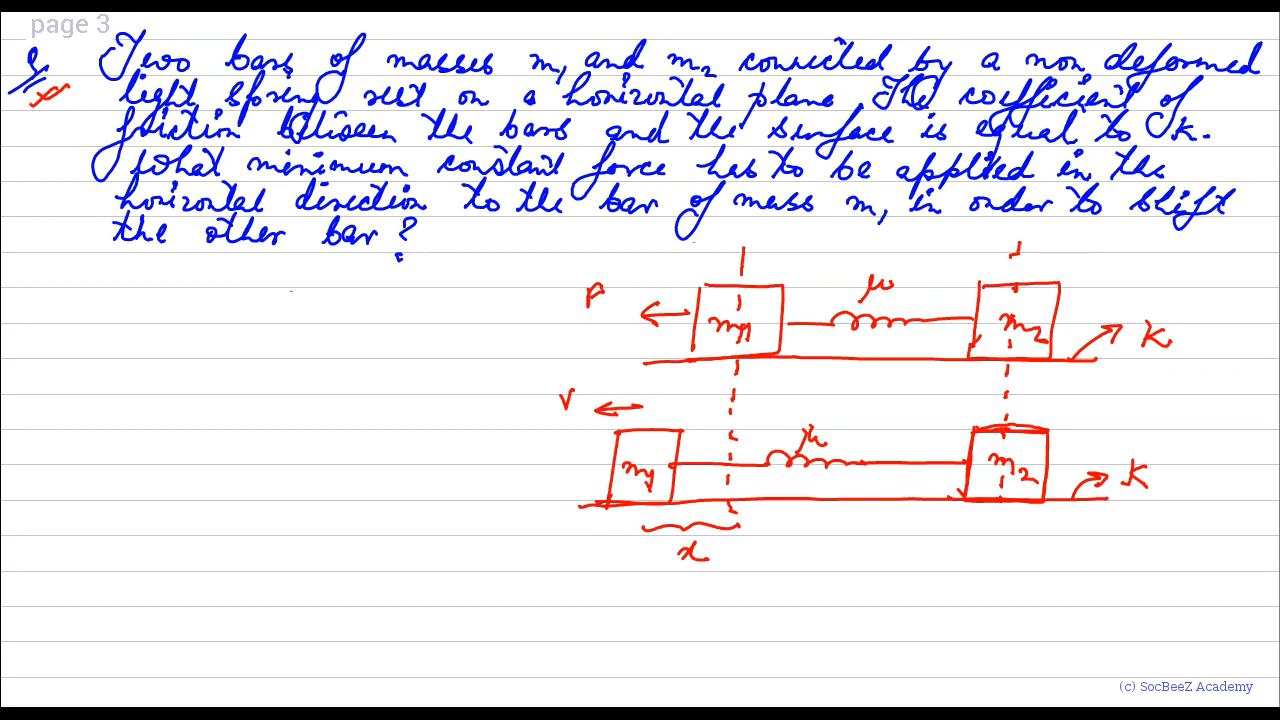 page 3
Q Two bars of masses m1 and m2 connected by a non deformed
light spring rest on a horizontal plane. The coefficient of
friction between the bars and the surface is equal to K.
What minimum constant force has to be applied in the
horizontal direction to the bar of mass m1 in order to shift
the other bar?
F m1 m2 K
V
m1 m2 K
x
(c) SocBeeZ Academy